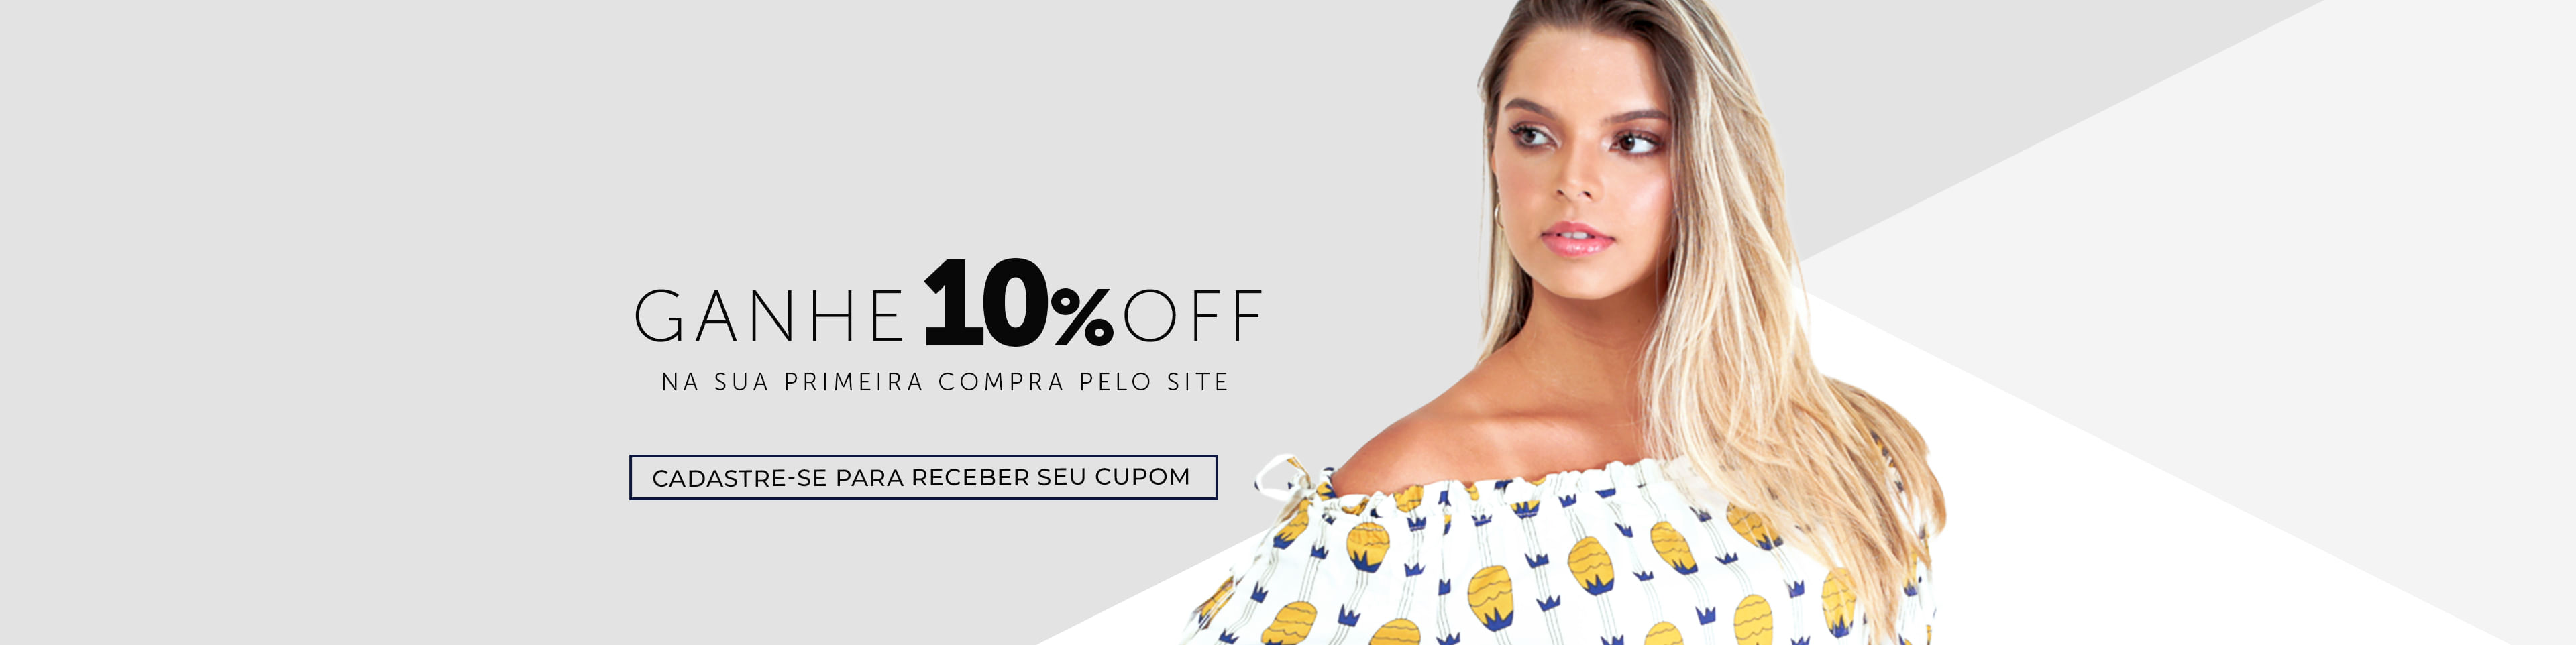 GANHE 10% OFF
NA SUA PRIMEIRA COMPRA PELO SITE
CADASTRE-SE PARA RECEBER SEU CUPOM